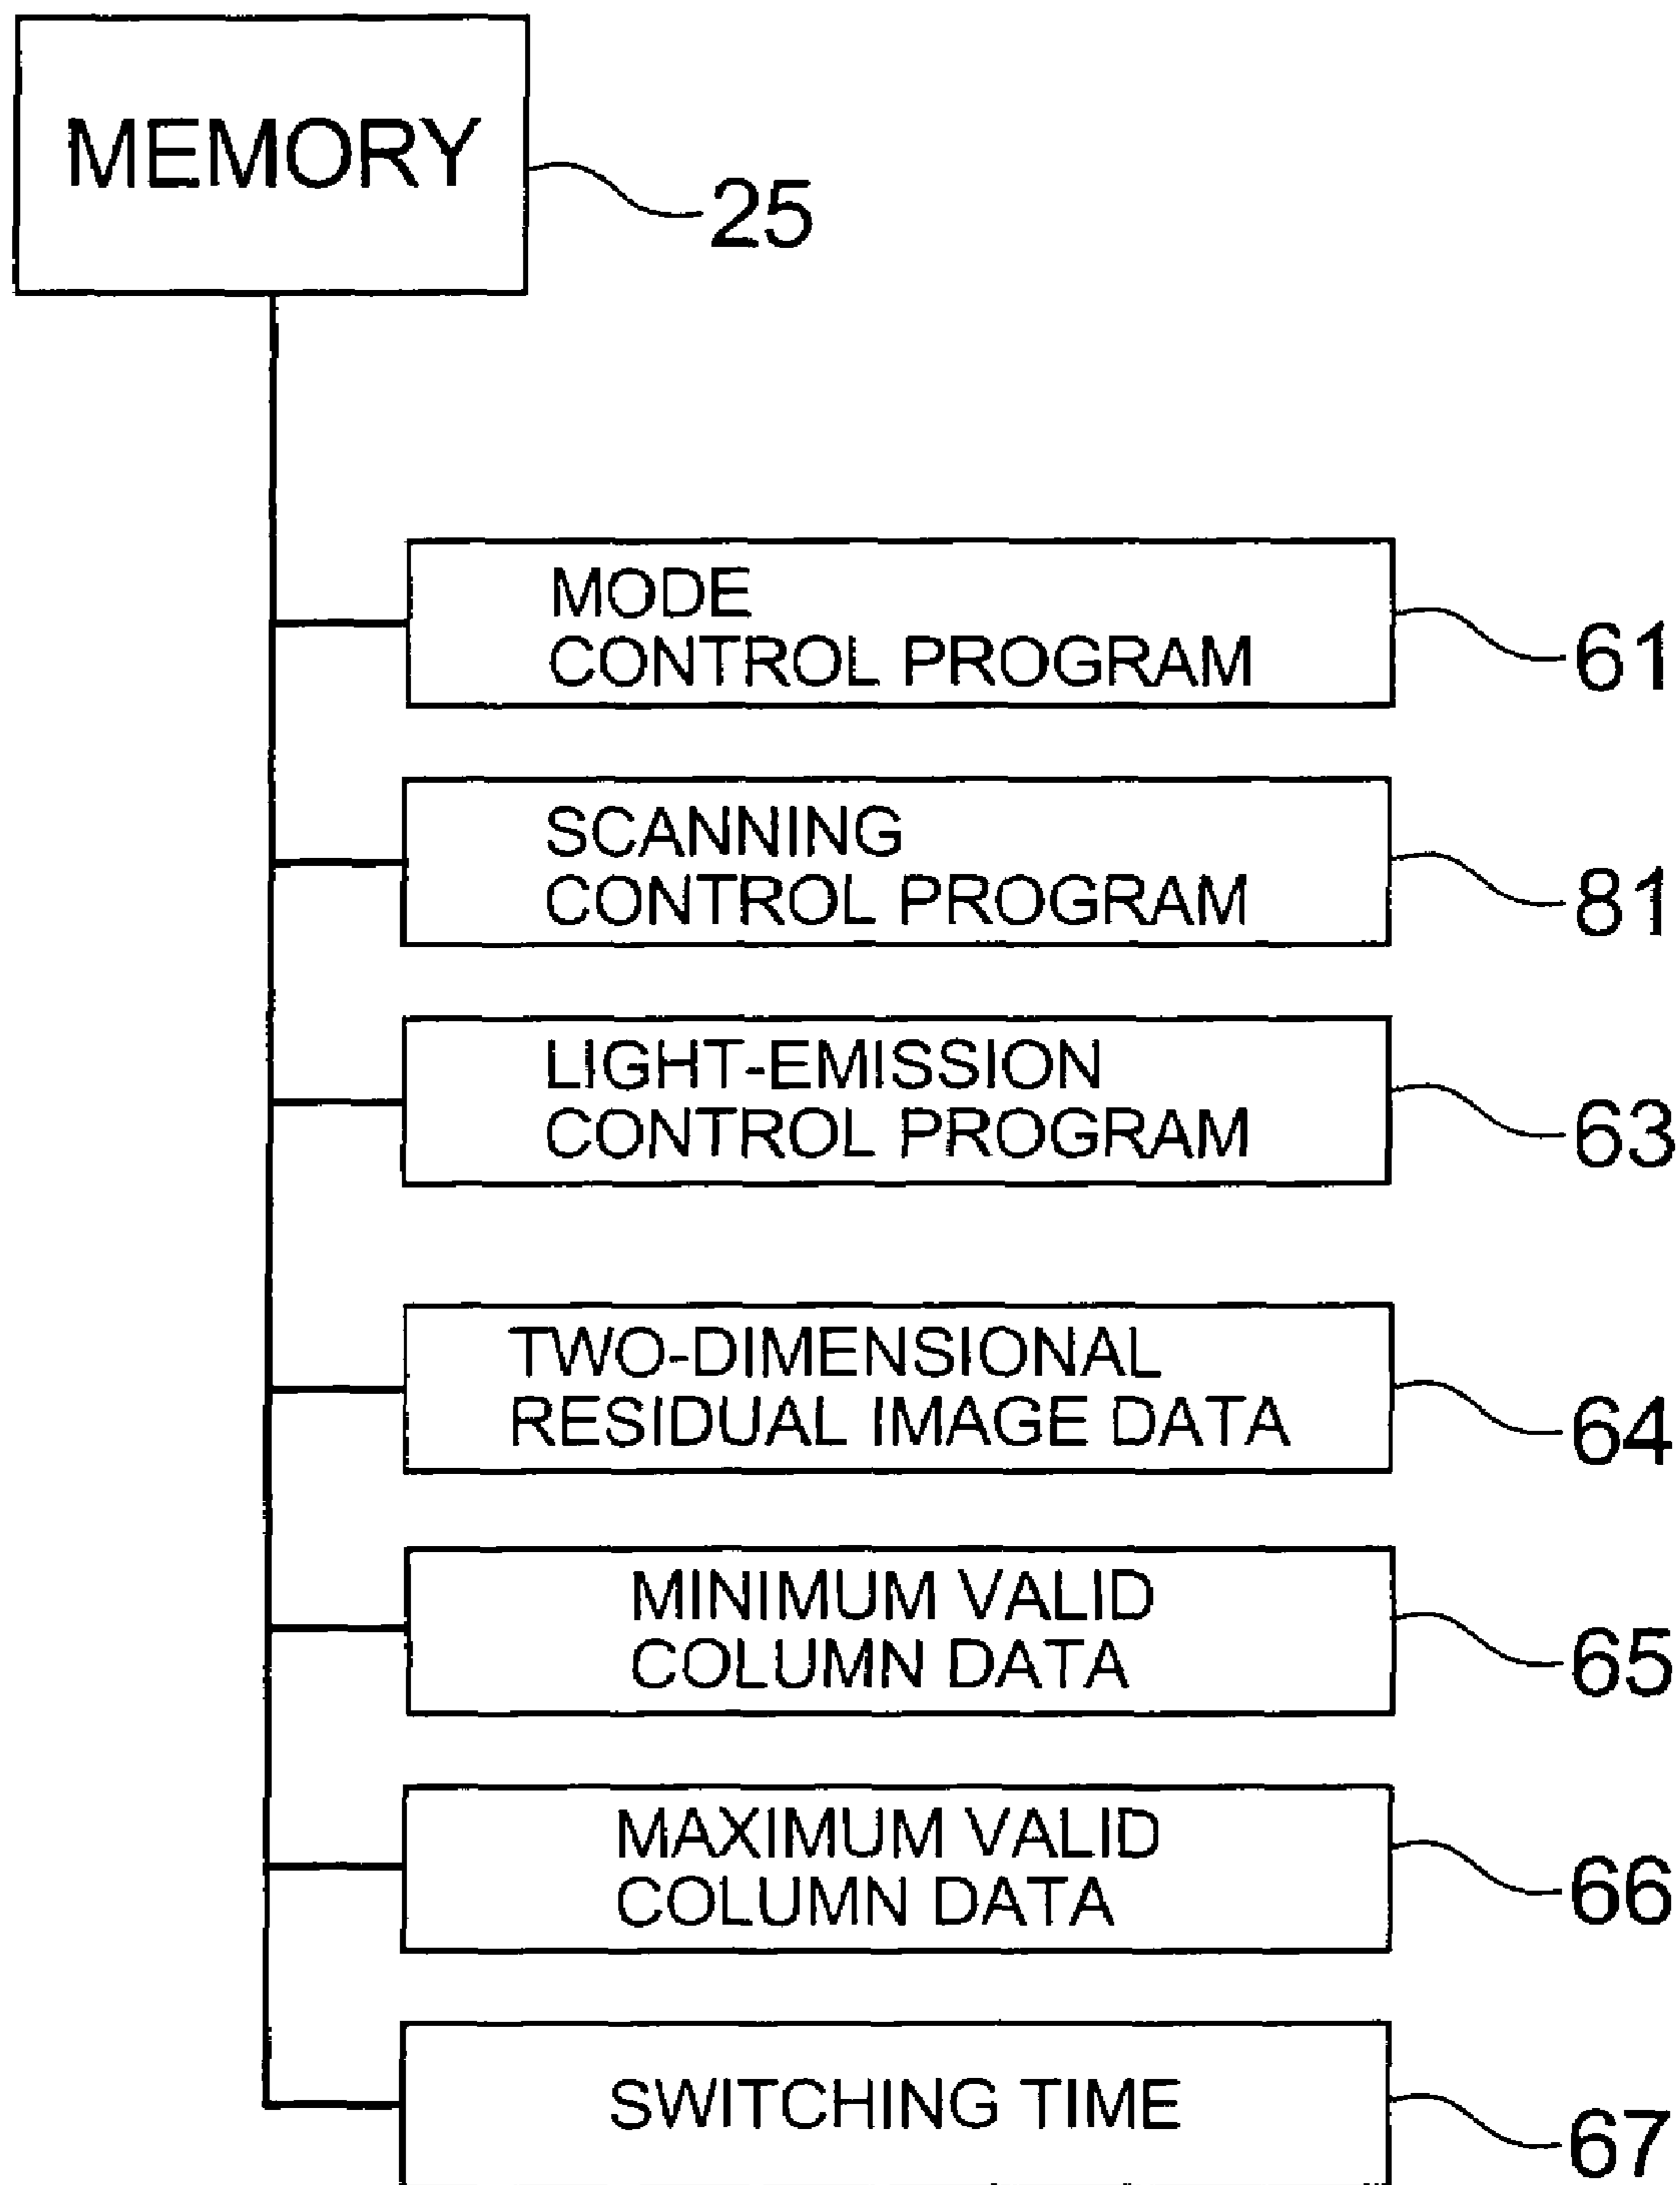 MEMORY
25
MODE
CONTROL PROGRAM
61
SCANNING
CONTROL PROGRAM
81
LIGHT-EMISSION
CONTROL PROGRAM
63
TWO-DIMENSIONAL
RESIDUAL IMAGE DATA
64
MINIMUM VALID
COLUMN DATA
65
MAXIMUM VALID
COLUMN DATA
66
SWITCHING TIME
67